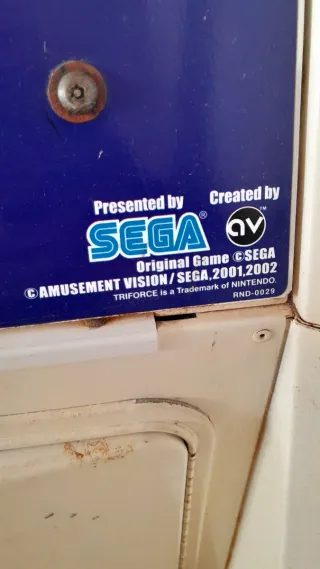 Presented by
Created by
SEGA®
av™
Original Game ©SEGA
©AMUSEMENT VISION/SEGA,2001,2002
TRIFORCE is a Trademark of NINTENDO.
RND-0029